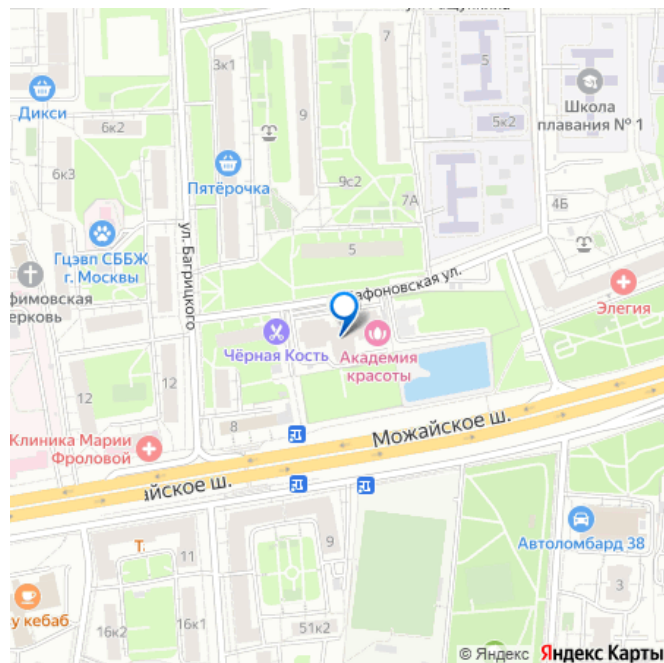 3к1
7
5
Дикси
6к2
9
5к2
Школа
плавания № 1
6к3
Пятёрочка
9с2
7А
4Б
ул. Багрицкого
Гцэвп СББЖ
г. Москвы
5
фимовская
ерковь
афоновская ул.
Элегия
Чёрная Кость
Академия
красоты
12
12
8
Можайское ш.
Клиника Марии
Фроловой
айское ш.
Т.
11
9
Автоломбард 38
3
у кебаб
16к2
16к1
51к2
© Яндекс Яндекс Карты